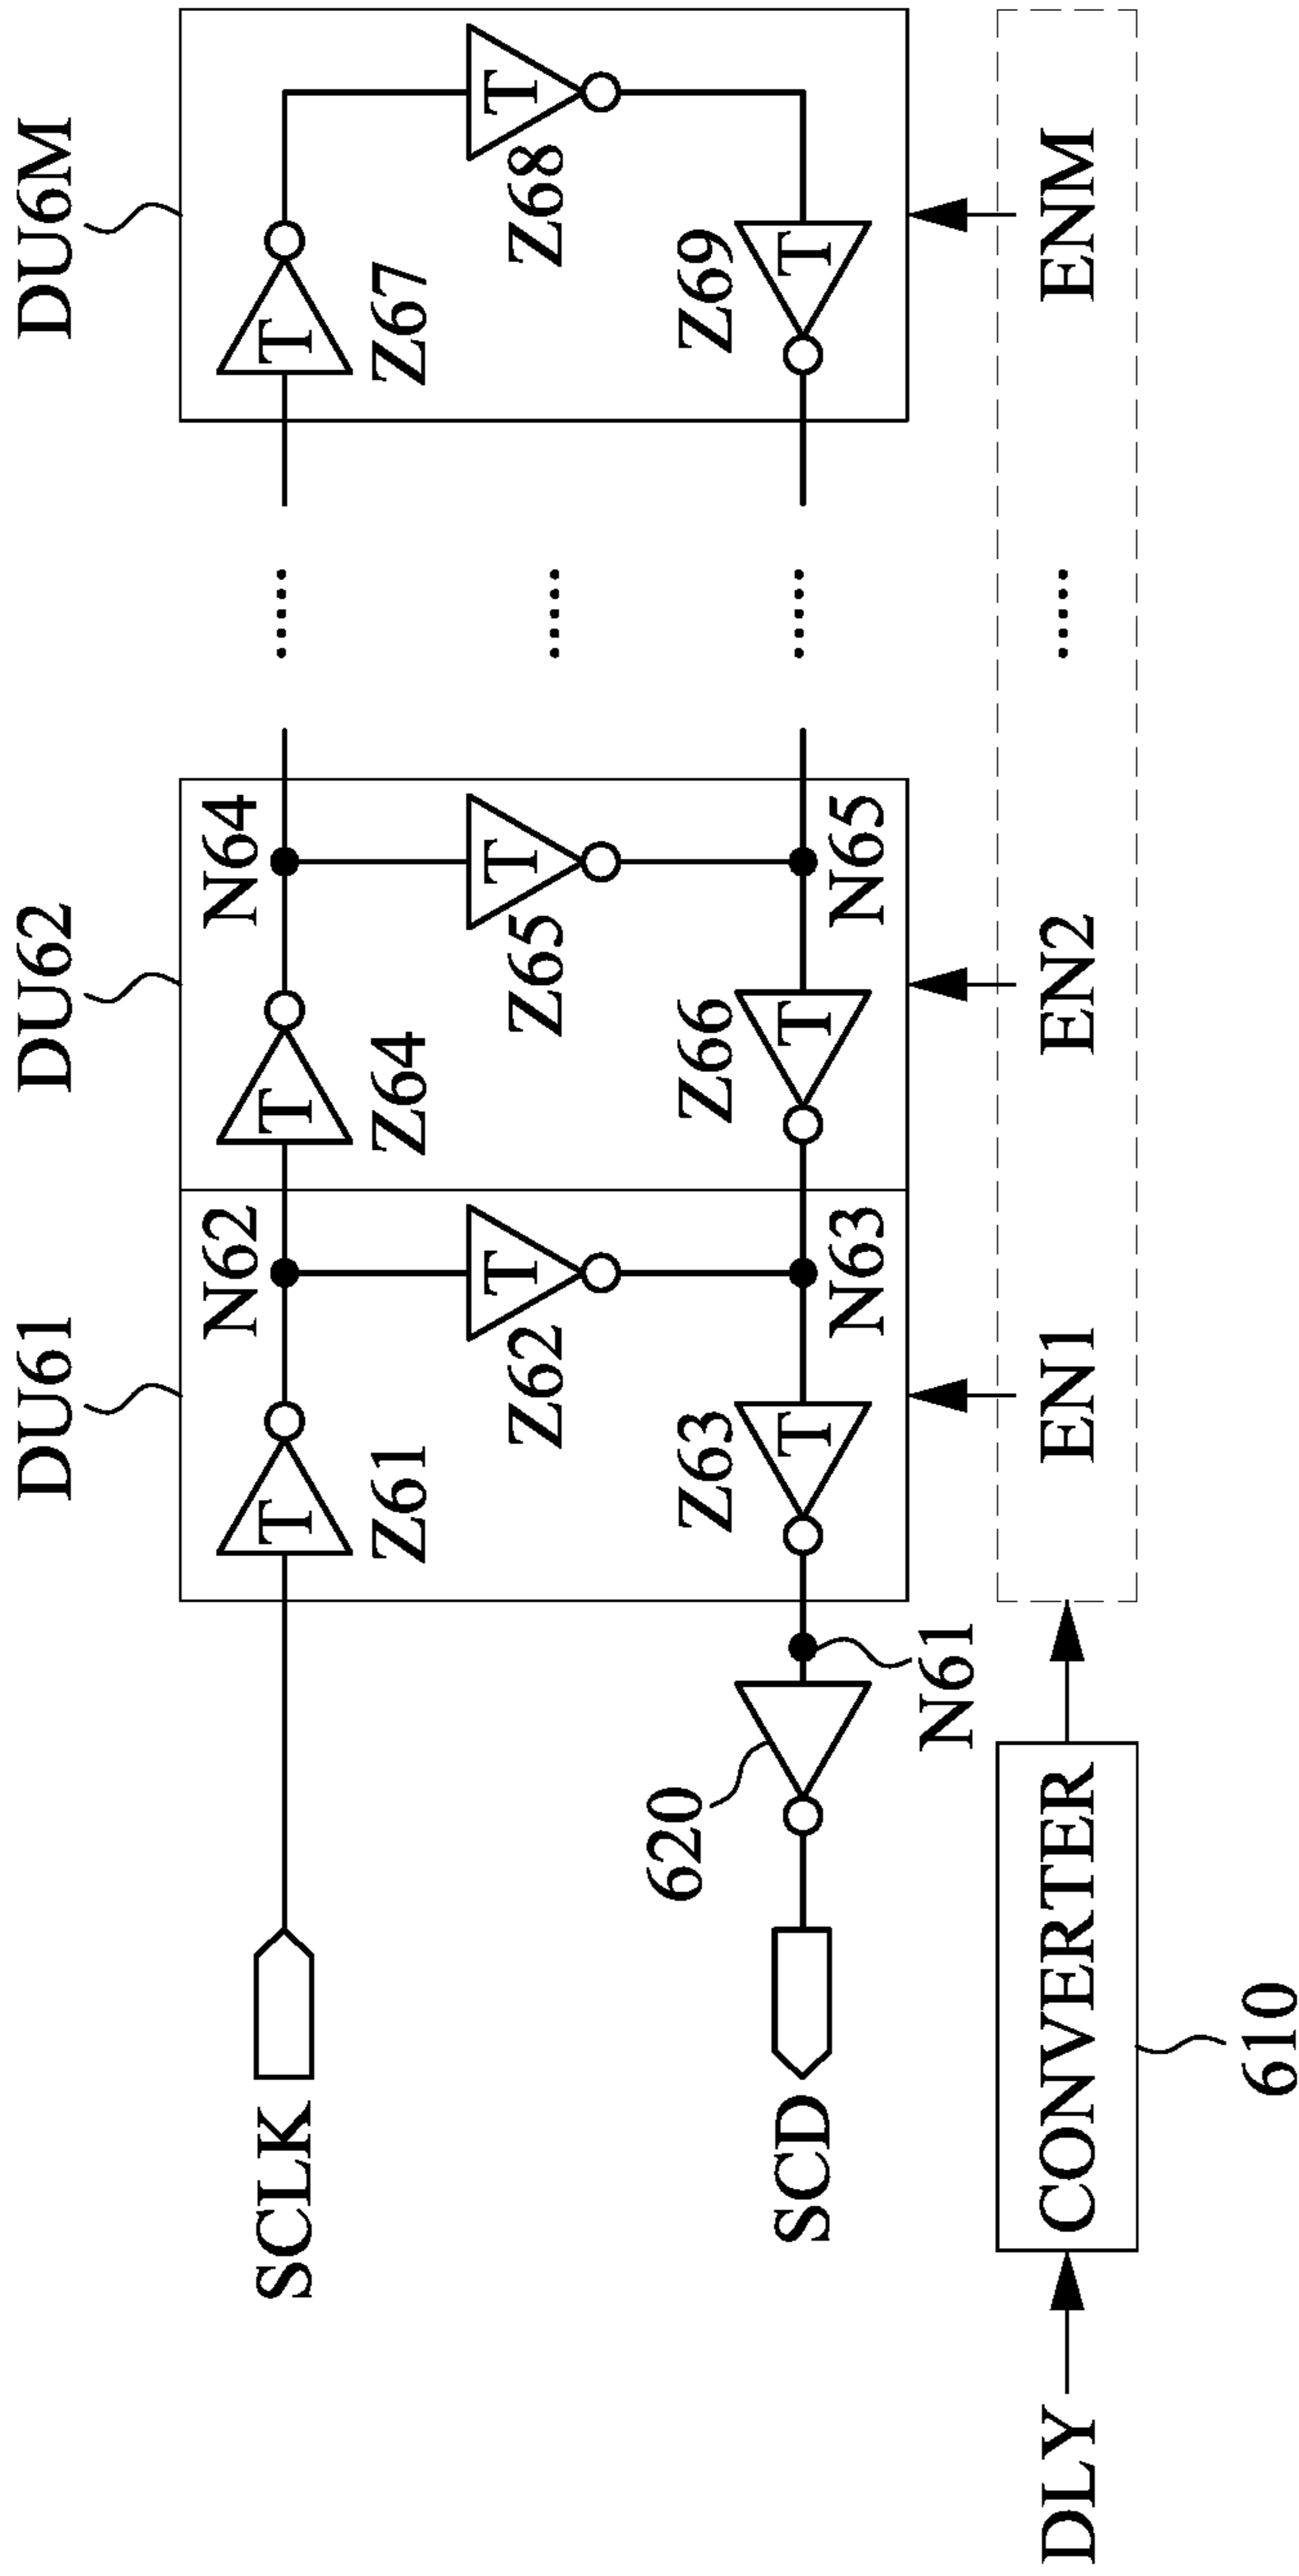 DU61
DU62
DU6M
N62
N64
SCLK
Z61
Z64
Z67
T
T
T
T
T
T
Z62
Z65
Z68
620
Z63
Z66
Z69
SCD
T
T
T
N63
N65
N61
DLY
CONVERTER
EN1
EN2
ENM
610